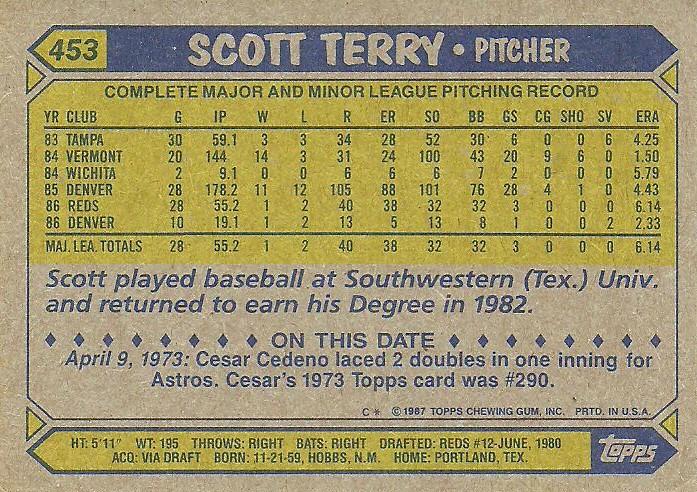 453 SCOTT TERRY • PITCHER
COMPLETE MAJOR AND MINOR LEAGUE PITCHING RECORD
YR CLUB G IP W L R ER SO BB GS CG SHO SV ERA
83 TAMPA 30 59.1 3 3 34 28 52 30 6 0 0 6 4.25
84 VERMONT 20 144 14 3 31 24 100 43 20 9 6 0 1.50
84 WICHITA 2 9.1 0 0 6 6 6 7 2 0 0 0 5.79
85 DENVER 28 178.2 11 12 105 88 101 76 28 4 1 0 4.43
86 REDS 28 55.2 1 2 40 38 32 32 3 0 0 0 6.14
86 DENVER 10 19.1 1 2 13 5 13 8 1 0 0 2 2.33
MAJ. LEA. TOTALS 28 55.2 1 2 40 38 32 32 3 0 0 0 6.14
Scott played baseball at Southwestern (Tex.) Univ.
and returned to earn his Degree in 1982.
♦ ♦ ♦ ♦ ♦ ♦ ♦ ON THIS DATE ♦ ♦ ♦ ♦ ♦ ♦ ♦ ♦
April 9, 1973: Cesar Cedeno laced 2 doubles in one inning for
Astros. Cesar's 1973 Topps card was #290.
C* © 1987 TOPPS CHEWING GUM, INC. PRTD. IN U.S.A.
HT: 5'11" WT: 195 THROWS: RIGHT BATS: RIGHT DRAFTED: REDS #12-JUNE, 1980
ACQ: VIA DRAFT BORN: 11-21-59, HOBBS, N.M. HOME: PORTLAND, TEX.
topps